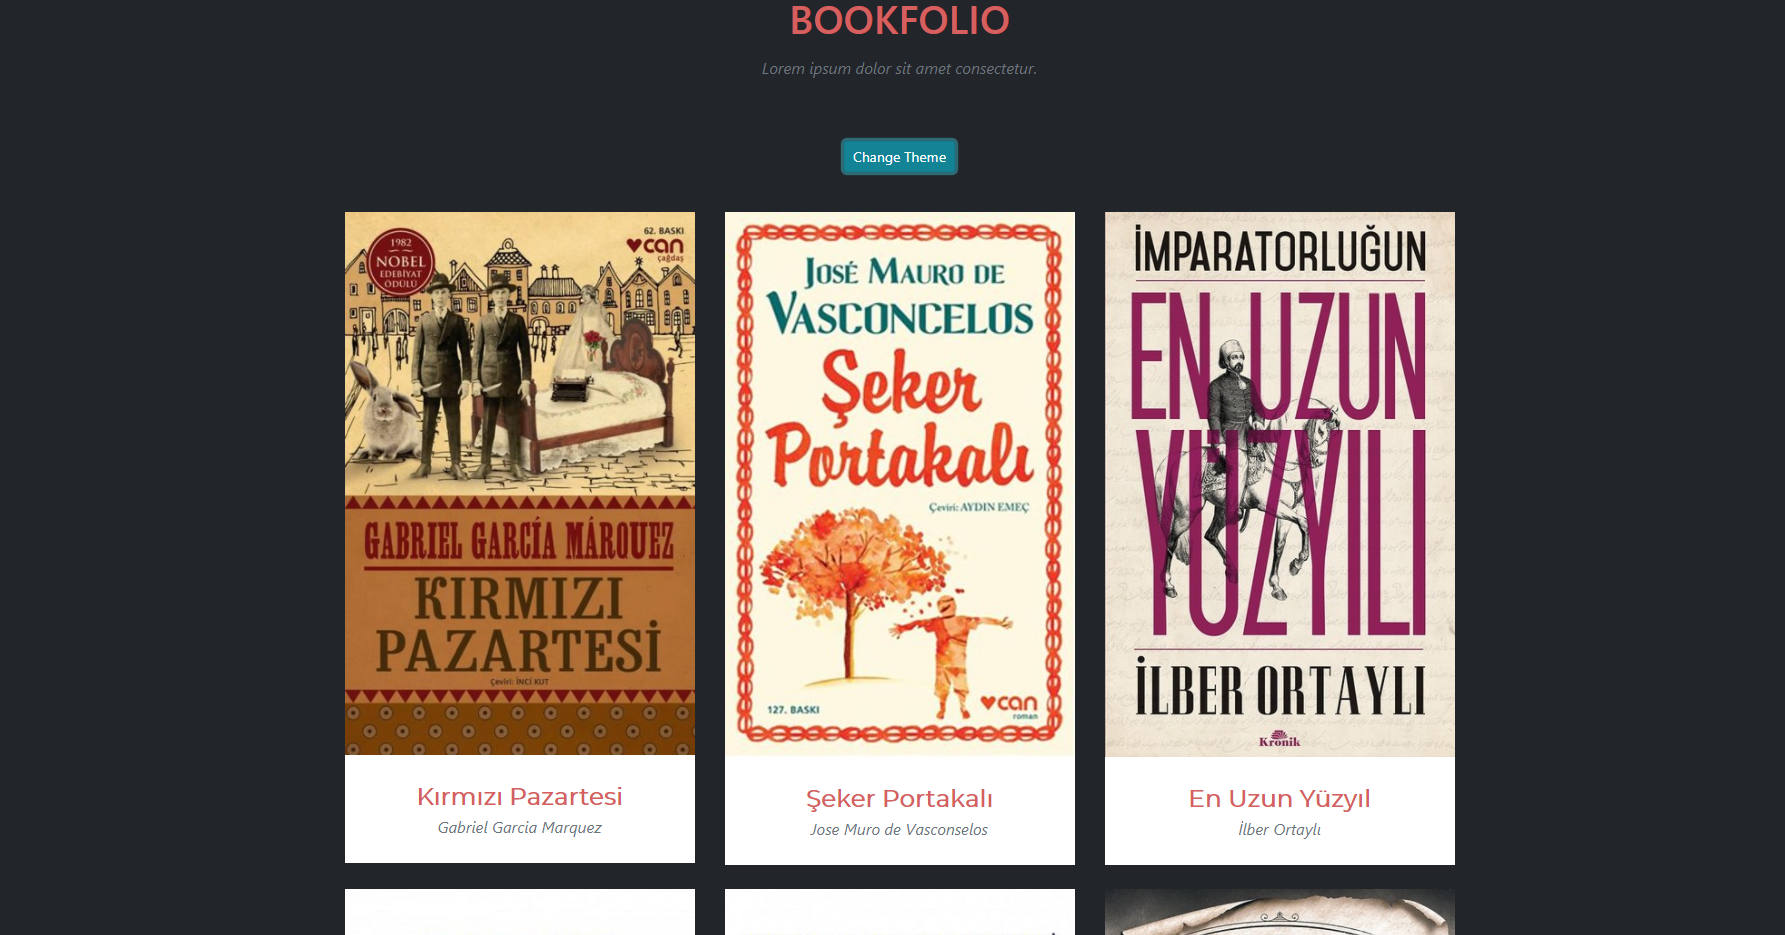 BOOKFOLIO
Lorem ipsum dolor sit amet consectetur.
Change Theme
1982
NOBEL
EDEBİYAT
ÖDÜLÜ
62. BASKI
can
çağdaş
GABRIEL GARCÍA MÁRQUEZ
KIRMIZI
PAZARTESİ
Çeviri: İNCİ KUT
Kırmızı Pazartesi
Gabriel Garcia Marquez
JOSÉ MAURO DE
VASCONCELOS
Şeker
Portakalı
Çeviri: AYDIN EMEÇ
127. BASKI
can
roman
Şeker Portakalı
Jose Muro de Vasconselos
İMPARATORLUĞUN
EN UZUN
YÜZYILI
İLBER ORTAYLI
Kronik
En Uzun Yüzyıl
İlber Ortaylı